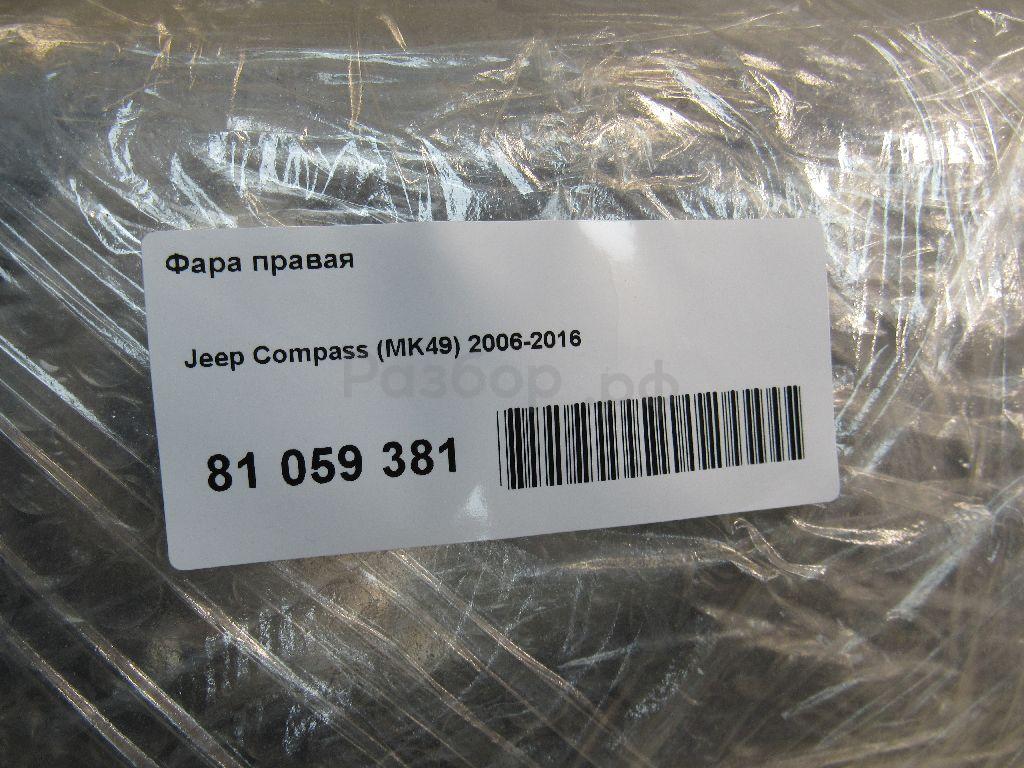 Фара правая
Jeep Compass (MK49) 2006-2016
Разбор.рф
81 059 381